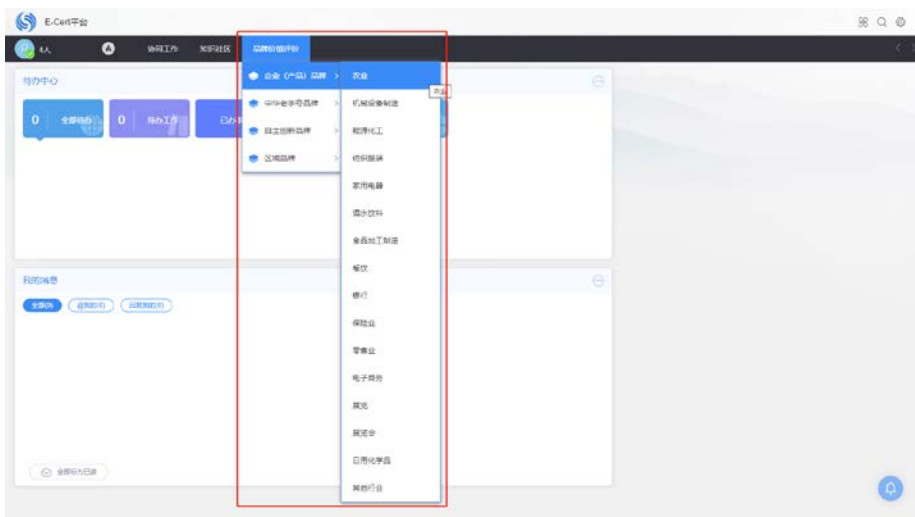 E-Cert平台
协同工作 知识社区 品牌价值评价
待办中心
企业（产品）品牌
农业
农业
中华老字号品牌
机械设备制造
0 全部待办
0 待办工作
自主创新品牌
能源化工
区域品牌
纺织服装
家用电器
酒水饮料
食品加工制造
我的消息
餐饮
全部(0)
银行
保险业
零售业
电子商务
展览
展览会
日用化学品
全部标为已读
其他行业